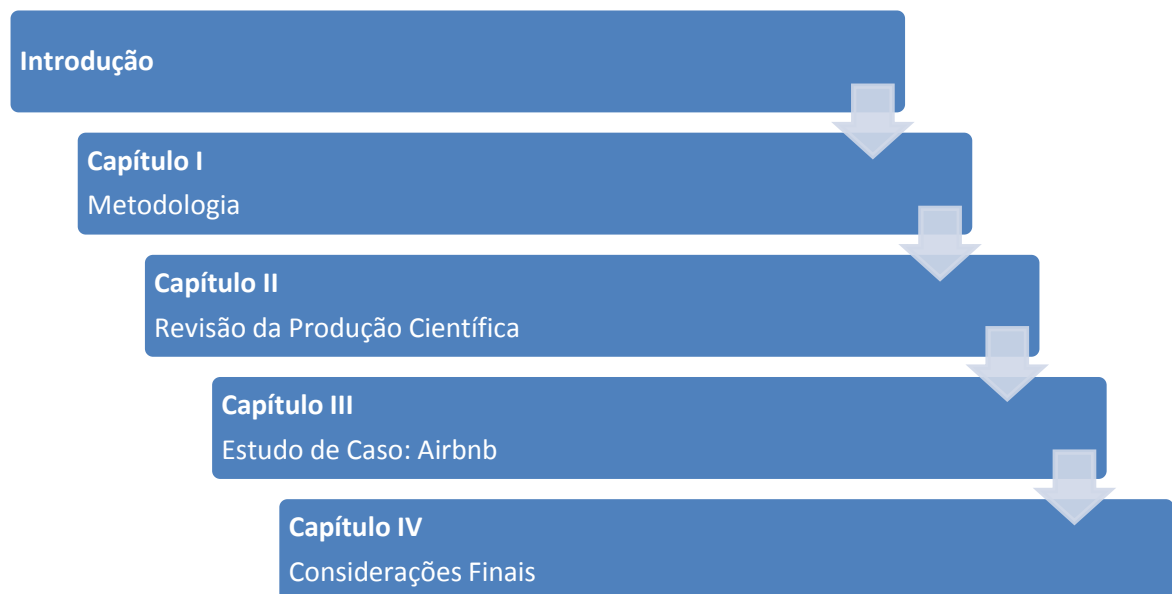 Introdução
Capítulo I
Metodologia
Capítulo II
Revisão da Produção Científica
Capítulo III
Estudo de Caso: Airbnb
Capítulo IV
Considerações Finais